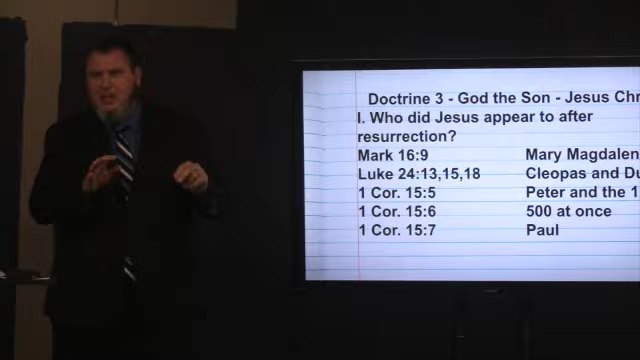 Doctrine 3 - God the Son - Jesus Chr
I. Who did Jesus appear to after
resurrection?
Mark 16:9 Mary Magdalen
Luke 24:13,15,18 Cleopas and Du
1 Cor. 15:5 Peter and the 1
1 Cor. 15:6 500 at once
1 Cor. 15:7 Paul